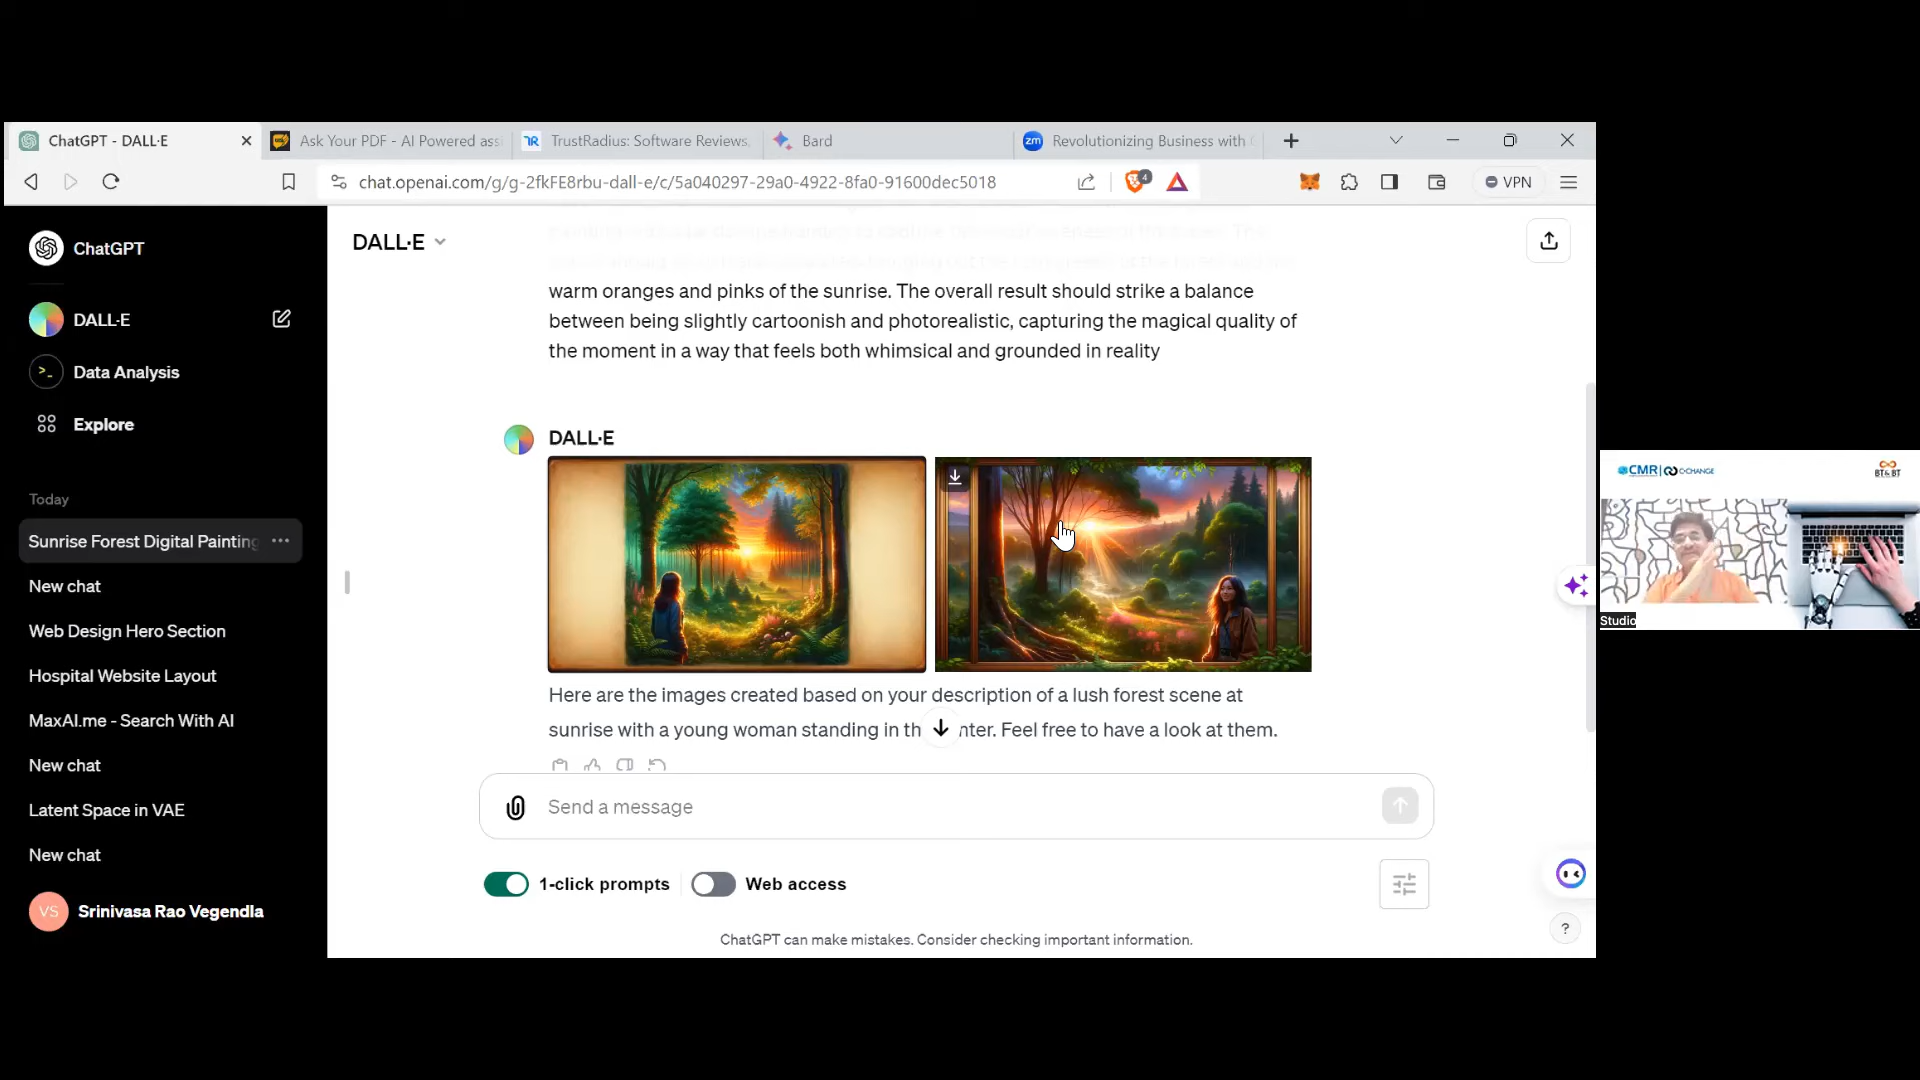 ChatGPT - DALL·E
Ask Your PDF - AI Powered ass
TrustRadius: Software Reviews,
Bard
zm
Revolutionizing Business with
chat.openai.com/g/g-2fkFE8rbu-dall-e/c/5a040297-29a0-4922-8fa0-91600dec5018
4
VPN
ChatGPT
DALL·E
Data Analysis
Explore
Today
Sunrise Forest Digital Painting
New chat
Web Design Hero Section
Hospital Website Layout
MaxAI.me - Search With AI
New chat
Latent Space in VAE
New chat
VS
Srinivasa Rao Vegendla
DALL·E
warm oranges and pinks of the sunrise. The overall result should strike a balance
between being slightly cartoonish and photorealistic, capturing the magical quality of
the moment in a way that feels both whimsical and grounded in reality
DALL·E
Here are the images created based on your description of a lush forest scene at
sunrise with a young woman standing in th nter. Feel free to have a look at them.
Send a message
1-click prompts
Web access
ChatGPT can make mistakes. Consider checking important information.
?
CMR
C-CHANGE
BT& BT
Studio